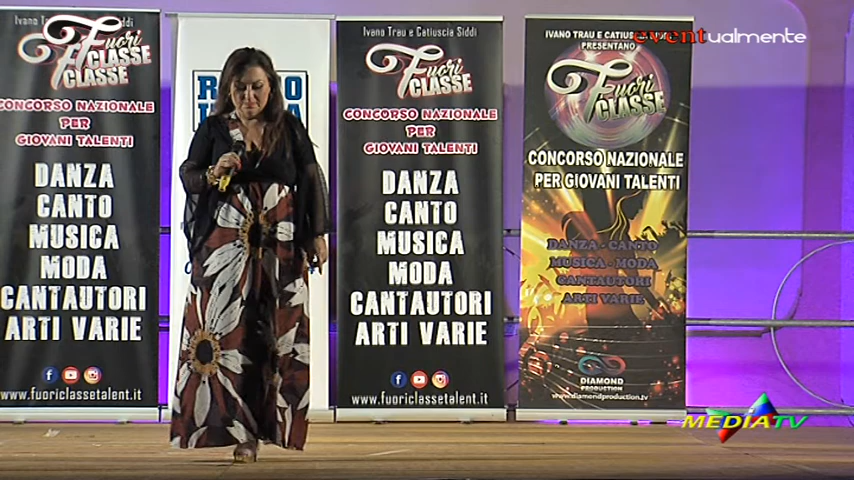 Ivano Trau e Catiuscia Siddi
Fuori
CLASSE
CLASSE
CONCORSO NAZIONALE
PER
GIOVANI TALENTI
DANZA
CANTO
MUSICA
MODA
CANTAUTORI
ARTI VARIE
www.fuoriclassetalent.it
Ivano Trau e Catiuscia Siddi
Fuori
CLASSE
CONCORSO NAZIONALE
PER
GIOVANI TALENTI
DANZA
CANTO
MUSICA
MODA
CANTAUTORI
ARTI VARIE
www.fuoriclassetalent.it
IVANO TRAU E CATIUSCIA
PRESENTANO
Fuori
CLASSE
CONCORSO NAZIONALE
PER GIOVANI TALENTI
DANZA - CANTO
MUSICA - MODA
CANTAUTORI
ARTI VARIE
DIAMOND
PRODUCTION
www.diamondproduction.tv
eventualmente
MEDIATV